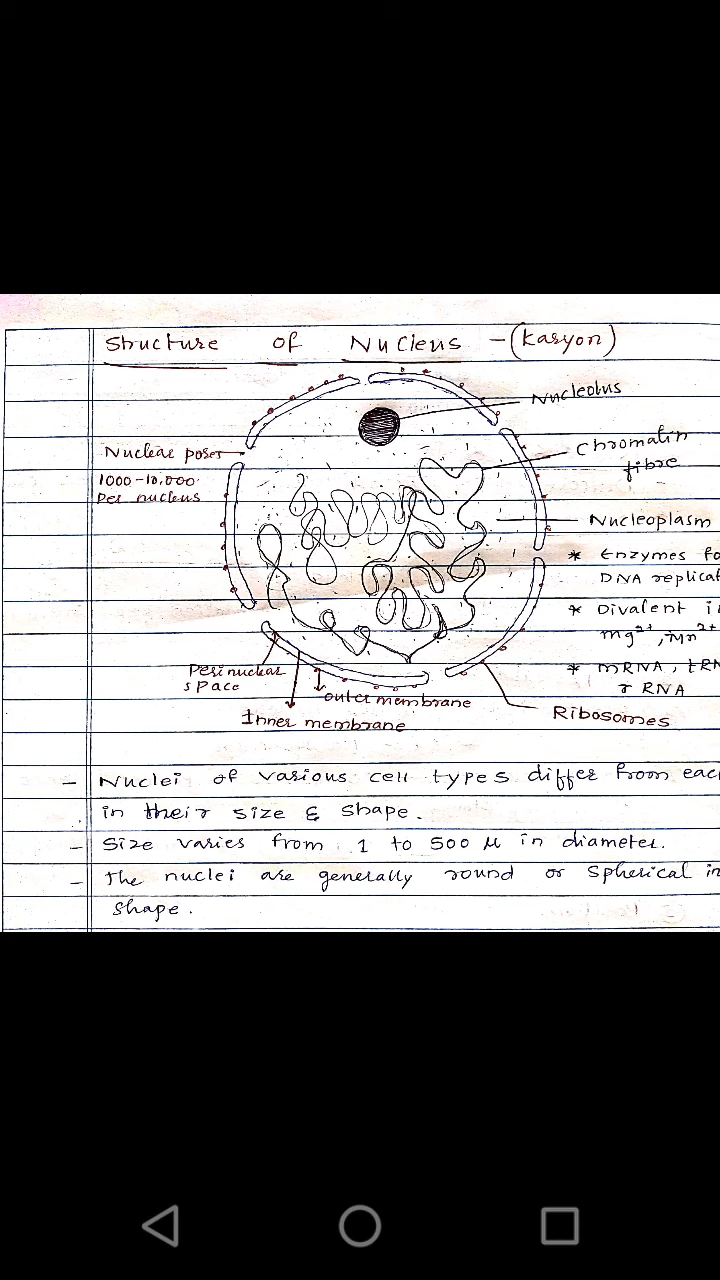 Structure of Nucleus - (Karyon)
Nucleolus
Chromatin
fibre
Nuclear pores
1000-10,000
Per nucleus
Nucleoplasm
* Enzymes fo
DNA replicat
* Divalent i
mg²⁺, Mn²⁺
* mRNA, tRN
r RNA
Perinuclear
space
outer membrane
Inner membrane
Ribosomes
- Nuclei of various cell types differ from each
in their size & shape.
- Size varies from 1 to 500 μ in diameter.
- The nuclei are generally round or spherical in
shape.